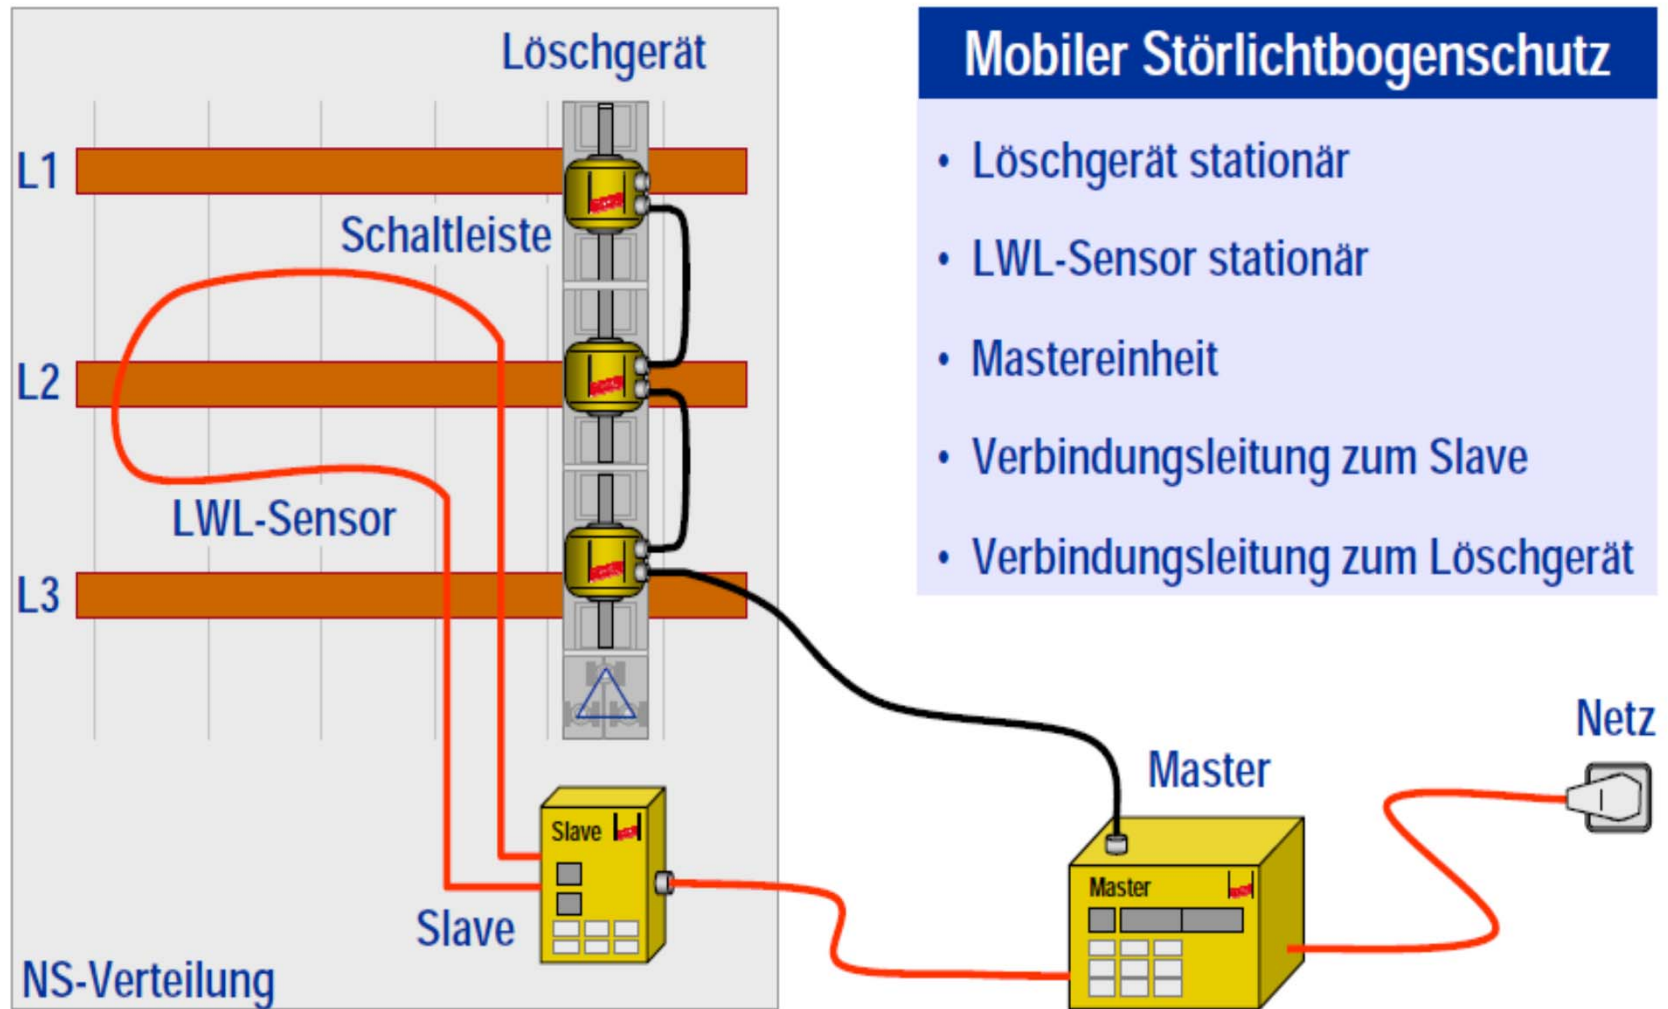 Löschgerät
Mobiler Störlichtbogenschutz
L1
• Löschgerät stationär
Schaltleiste
• LWL-Sensor stationär
L2
• Mastereinheit
• Verbindungsleitung zum Slave
LWL-Sensor
• Verbindungsleitung zum Löschgerät
L3
Netz
Master
Slave
Master
Slave
NS-Verteilung